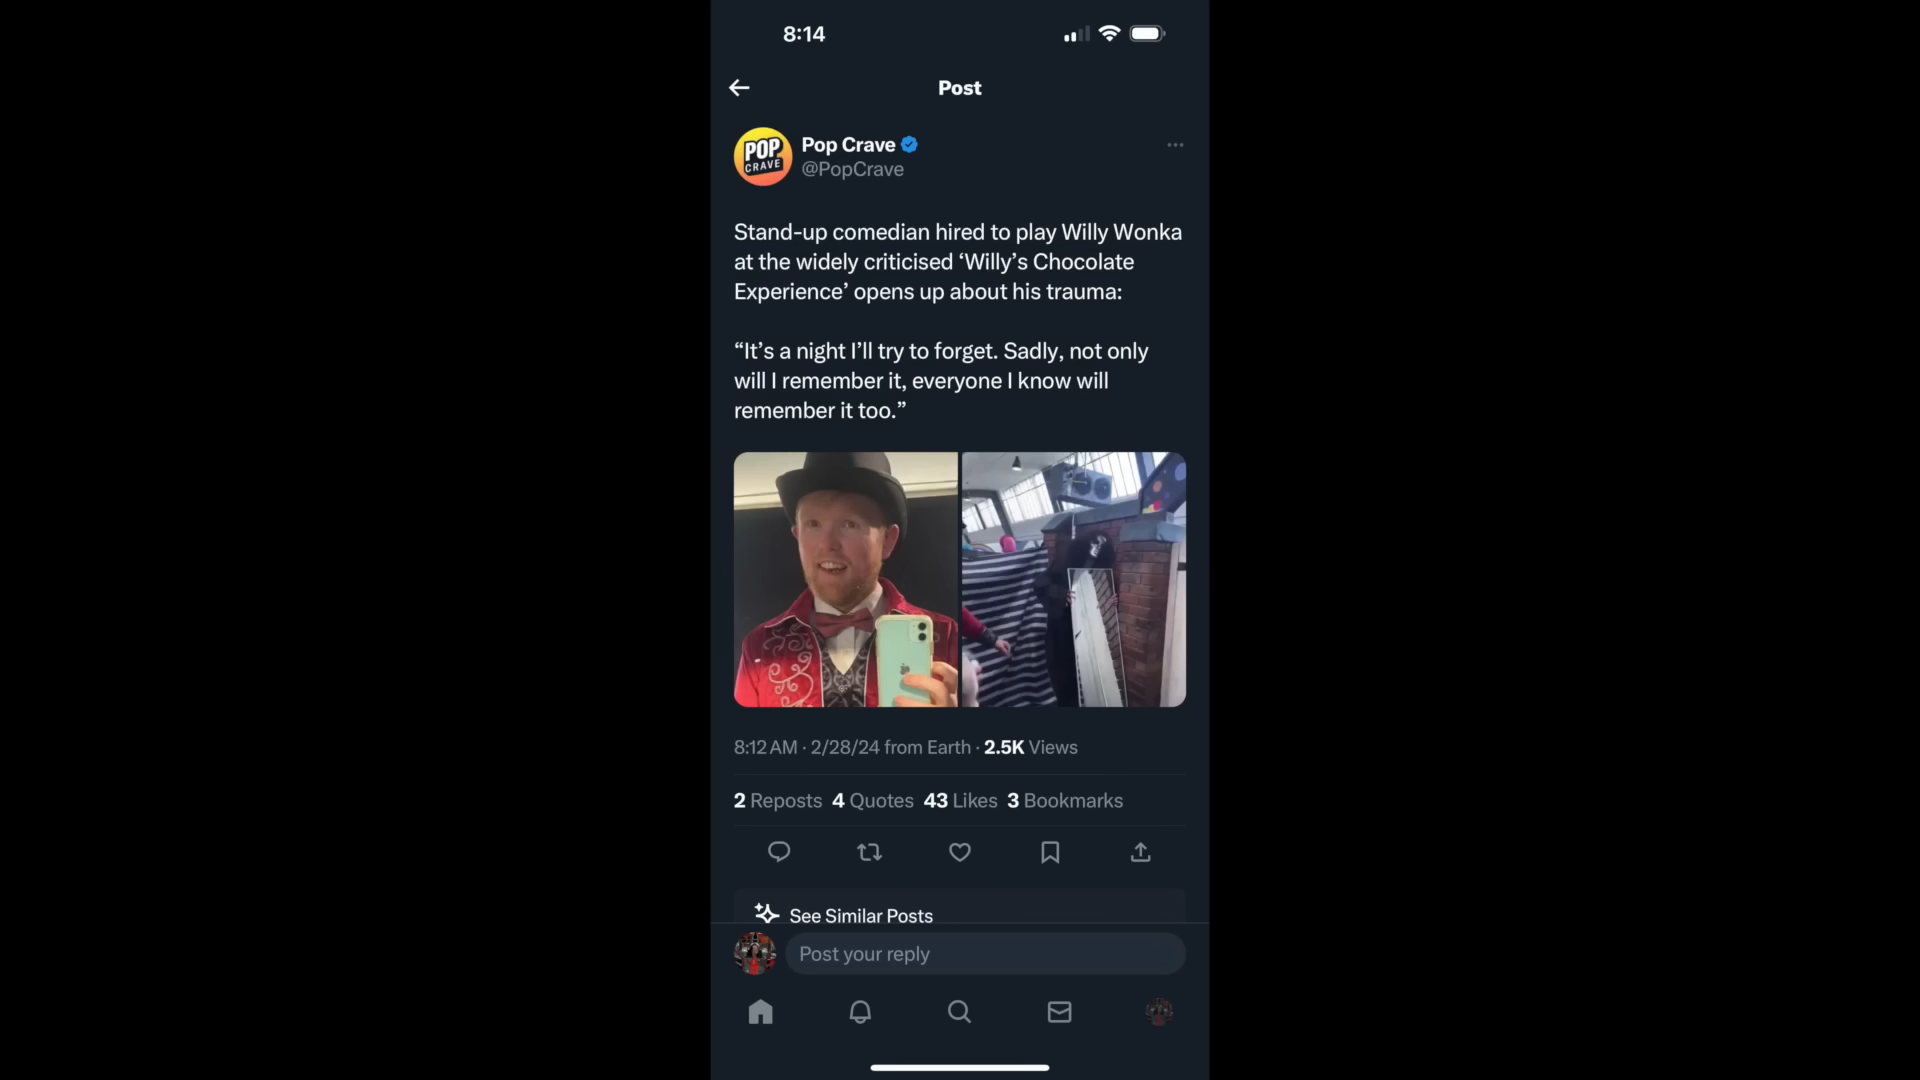 8:14
Post
POP
CRAVE
Pop Crave
@PopCrave
Stand-up comedian hired to play Willy Wonka
at the widely criticised ‘Willy’s Chocolate
Experience’ opens up about his trauma:
“It’s a night I’ll try to forget. Sadly, not only
will I remember it, everyone I know will
remember it too.”
8:12 AM · 2/28/24 from Earth · 2.5K Views
2 Reposts 4 Quotes 43 Likes 3 Bookmarks
See Similar Posts
Post your reply